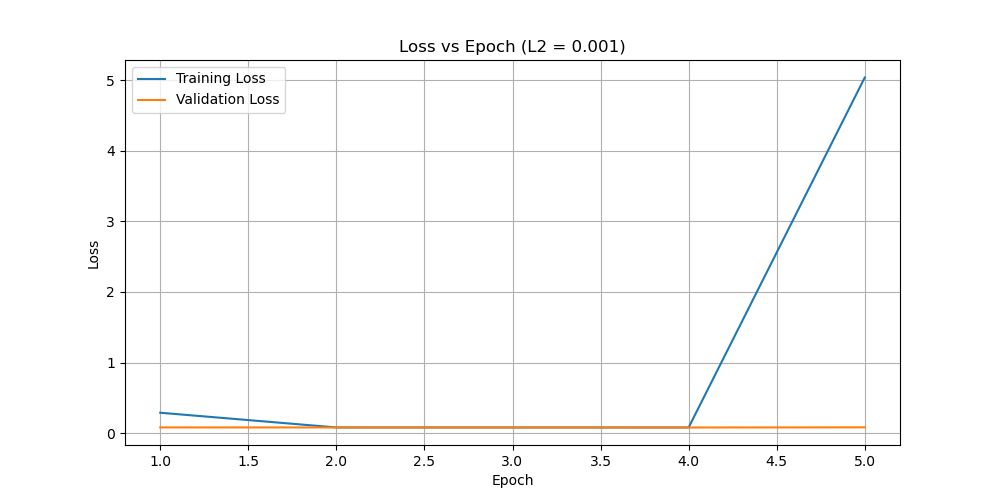 Loss vs Epoch (L2 = 0.001)
Training Loss
Validation Loss
5
4
3
2
1
0
Loss
1.0 1.5 2.0 2.5 3.0 3.5 4.0 4.5 5.0
Epoch